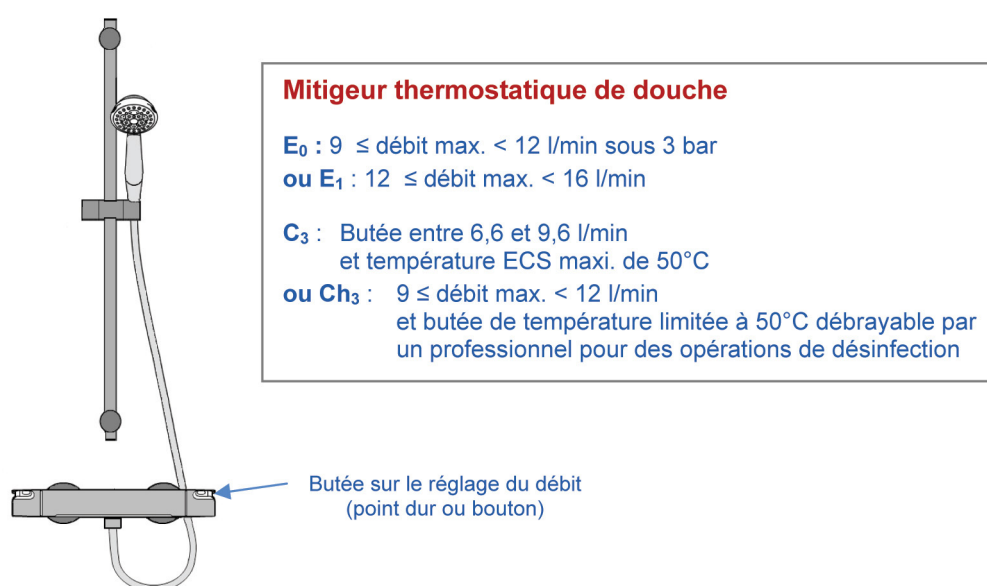 Mitigeur thermostatique de douche
E₀ : 9 ≤ débit max. < 12 l/min sous 3 bar
ou E₁ : 12 ≤ débit max. < 16 l/min
C₃ : Butée entre 6,6 et 9,6 l/min
et température ECS maxi. de 50°C
ou Ch₃ : 9 ≤ débit max. < 12 l/min
et butée de température limitée à 50°C débrayable par
un professionnel pour des opérations de désinfection
Butée sur le réglage du débit
(point dur ou bouton)